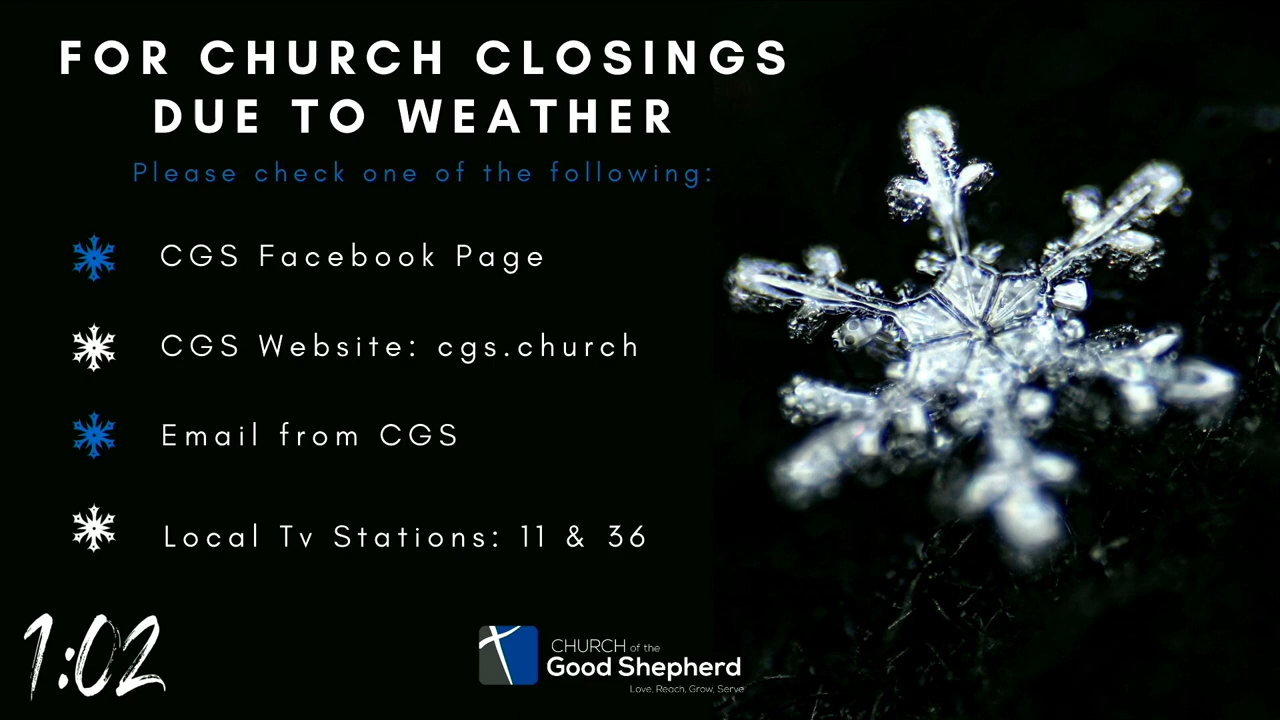 FOR CHURCH CLOSINGS
DUE TO WEATHER
Please check one of the following:
CGS Facebook Page
CGS Website: cgs.church
Email from CGS
Local Tv Stations: 11 & 36
1:02
CHURCH of the
Good Shepherd
Love, Reach, Grow, Serve